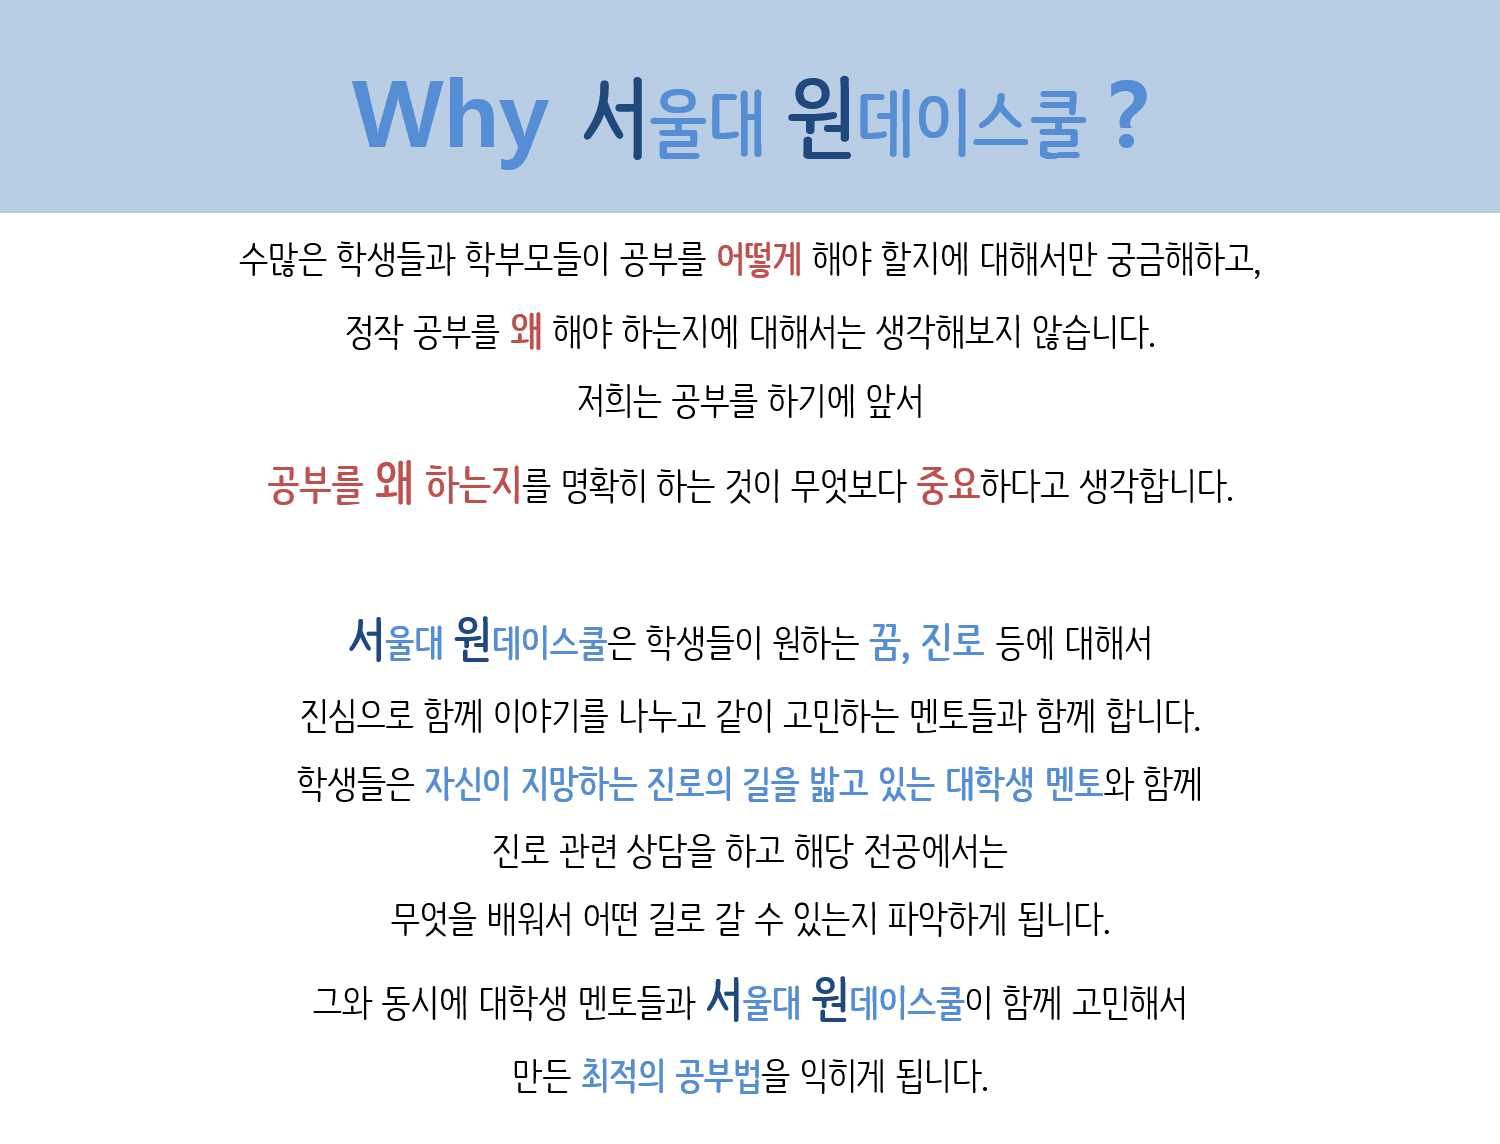 Why 서울대 원데이스쿨 ?
수많은 학생들과 학부모들이 공부를 어떻게 해야 할지에 대해서만 궁금해하고,
정작 공부를 왜 해야 하는지에 대해서는 생각해보지 않습니다.
저희는 공부를 하기에 앞서
공부를 왜 하는지를 명확히 하는 것이 무엇보다 중요하다고 생각합니다.
서울대 원데이스쿨은 학생들이 원하는 꿈, 진로 등에 대해서
진심으로 함께 이야기를 나누고 같이 고민하는 멘토들과 함께 합니다.
학생들은 자신이 지망하는 진로의 길을 밟고 있는 대학생 멘토와 함께
진로 관련 상담을 하고 해당 전공에서는
무엇을 배워서 어떤 길로 갈 수 있는지 파악하게 됩니다.
그와 동시에 대학생 멘토들과 서울대 원데이스쿨이 함께 고민해서
만든 최적의 공부법을 익히게 됩니다.